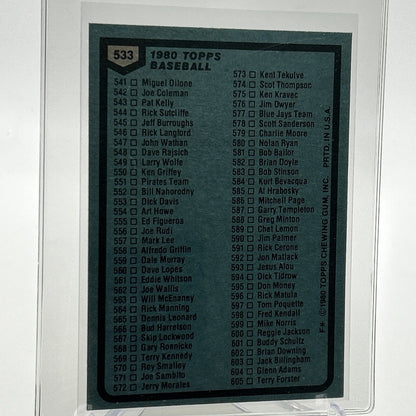 533
1980 TOPPS
BASEBALL
541 Miguel Dilone
542 Joe Coleman
543 Pat Kelly
544 Rick Sutcliffe
545 Jeff Burroughs
546 Rick Langford
547 John Wathan
548 Dave Rajsich
549 Larry Wolfe
550 Ken Griffey
551 Pirates Team
552 Bill Nahorodny
553 Dick Davis
554 Art Howe
555 Ed Figueroa
556 Joe Rudi
557 Mark Lee
558 Alfredo Griffin
559 Dale Murray
560 Dave Lopes
561 Eddie Whitson
562 Joe Wallis
563 Will McEnaney
564 Rick Manning
565 Dennis Leonard
566 Bud Harrelson
567 Skip Lockwood
568 Gary Roenicke
569 Terry Kennedy
570 Roy Smalley
571 Joe Sambito
572 Jerry Morales
573 Kent Tekulve
574 Scot Thompson
575 Ken Kravec
576 Jim Dwyer
577 Blue Jays Team
578 Scott Sanderson
579 Charlie Moore
580 Nolan Ryan
581 Bob Bailor
582 Brian Doyle
583 Bob Stinson
584 Kurt Bevacqua
585 Al Hrabosky
586 Mitchell Page
587 Garry Templeton
588 Greg Minton
589 Chet Lemon
590 Jim Palmer
591 Rick Cerone
592 Jon Matlack
593 Jesus Alou
594 Dick Tidrow
595 Don Money
596 Rick Matula
597 Tom Poquette
598 Fred Kendall
599 Mike Norris
600 Reggie Jackson
601 Buddy Schultz
602 Brian Downing
603 Jack Billingham
604 Glenn Adams
605 Terry Forster
F* ©1980 TOPPS CHEWING GUM, INC. PRTD. IN U.S.A.